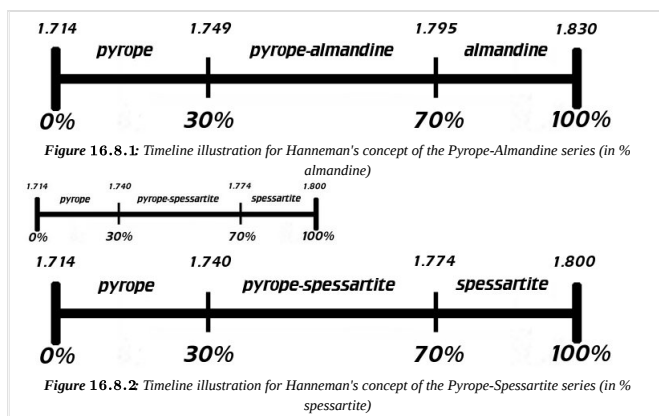 1.714 1.749 1.795 1.830
pyrope pyrope-almandine almandine
0% 30% 70% 100%
Figure 16.8.1: Timeline illustration for Hanneman's concept of the Pyrope-Almandine series (in %
almandine)
1.714 1.740 1.774 1.800
pyrope pyrope-spessartite spessartite
0% 30% 70% 100%
1.714 1.740 1.774 1.800
pyrope pyrope-spessartite spessartite
0% 30% 70% 100%
Figure 16.8.2: Timeline illustration for Hanneman's concept of the Pyrope-Spessartite series (in %
spessartite)